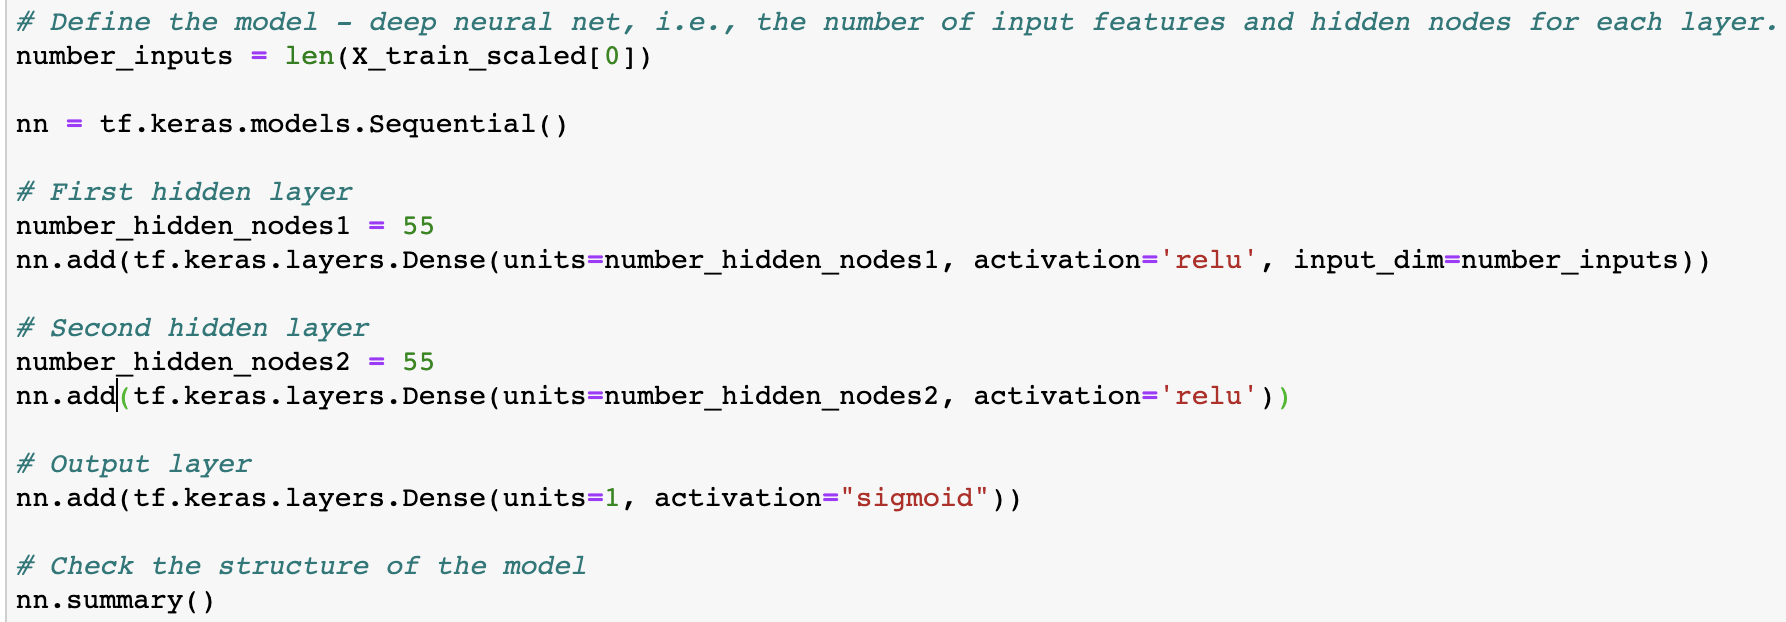 # Define the model - deep neural net, i.e., the number of input features and hidden nodes for each layer.
number_inputs = len(X_train_scaled[0])
nn = tf.keras.models.Sequential()
# First hidden layer
number_hidden_nodes1 = 55
nn.add(tf.keras.layers.Dense(units=number_hidden_nodes1, activation='relu', input_dim=number_inputs))
# Second hidden layer
number_hidden_nodes2 = 55
nn.add(tf.keras.layers.Dense(units=number_hidden_nodes2, activation='relu'))
# Output layer
nn.add(tf.keras.layers.Dense(units=1, activation="sigmoid"))
# Check the structure of the model
nn.summary()